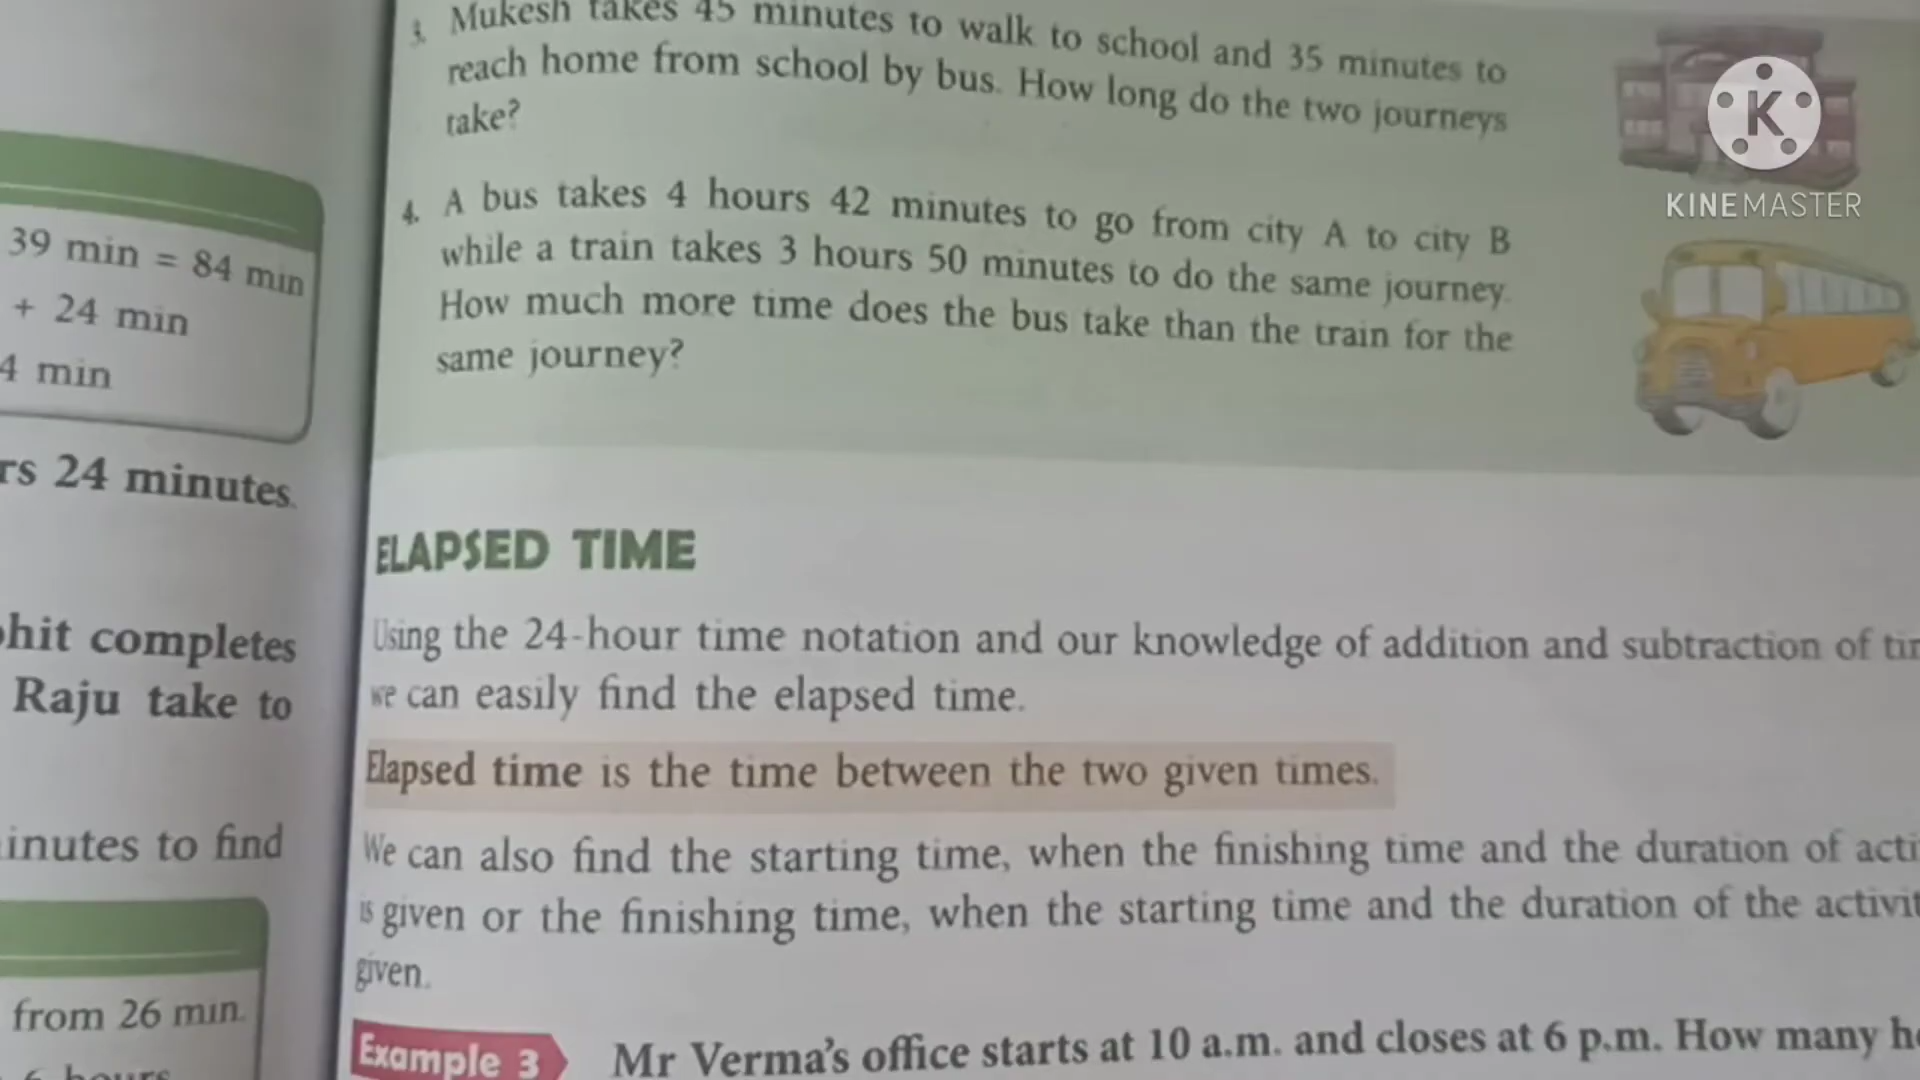 39 min = 84 min
+ 24 min
4 min
rs 24 minutes.
hit completes
Raju take to
inutes to find
from 26 min.
6 hours
3. Mukesh takes 45 minutes to walk to school and 35 minutes to
reach home from school by bus. How long do the two journeys
take?
4. A bus takes 4 hours 42 minutes to go from city A to city B
while a train takes 3 hours 50 minutes to do the same journey.
How much more time does the bus take than the train for the
same journey?
ELAPSED TIME
Using the 24-hour time notation and our knowledge of addition and subtraction of
we can easily find the elapsed time.
Elapsed time is the time between the two given times.
We can also find the starting time, when the finishing time and the duration of acti
is given or the finishing time, when the starting time and the duration of the activit
given.
Example 3 Mr Verma's office starts at 10 a.m. and closes at 6 p.m. How many
K
KINEMASTER